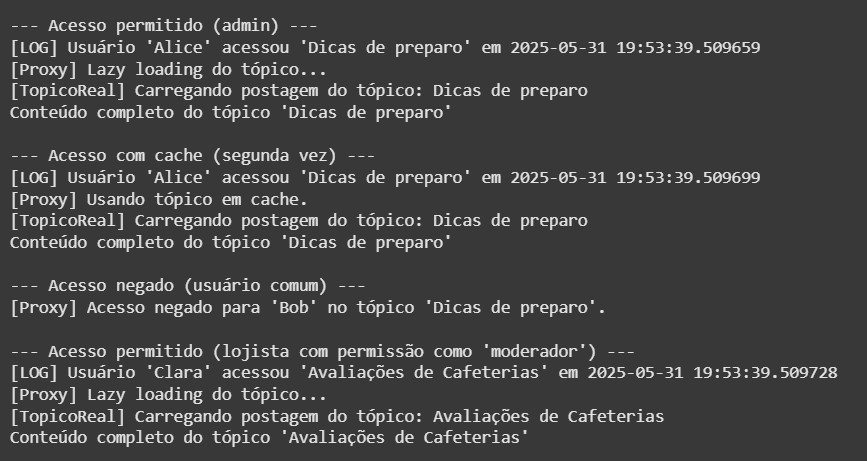 --- Acesso permitido (admin) ---
[LOG] Usuário 'Alice' acessou 'Dicas de preparo' em 2025-05-31 19:53:39.509659
[Proxy] Lazy loading do tópico...
[TopicoReal] Carregando postagem do tópico: Dicas de preparo
Conteúdo completo do tópico 'Dicas de preparo'

--- Acesso com cache (segunda vez) ---
[LOG] Usuário 'Alice' acessou 'Dicas de preparo' em 2025-05-31 19:53:39.509699
[Proxy] Usando tópico em cache.
[TopicoReal] Carregando postagem do tópico: Dicas de preparo
Conteúdo completo do tópico 'Dicas de preparo'

--- Acesso negado (usuário comum) ---
[Proxy] Acesso negado para 'Bob' no tópico 'Dicas de preparo'.

--- Acesso permitido (lojista com permissão como 'moderador') ---
[LOG] Usuário 'Clara' acessou 'Avaliações de Cafeterias' em 2025-05-31 19:53:39.509728
[Proxy] Lazy loading do tópico...
[TopicoReal] Carregando postagem do tópico: Avaliações de Cafeterias
Conteúdo completo do tópico 'Avaliações de Cafeterias'